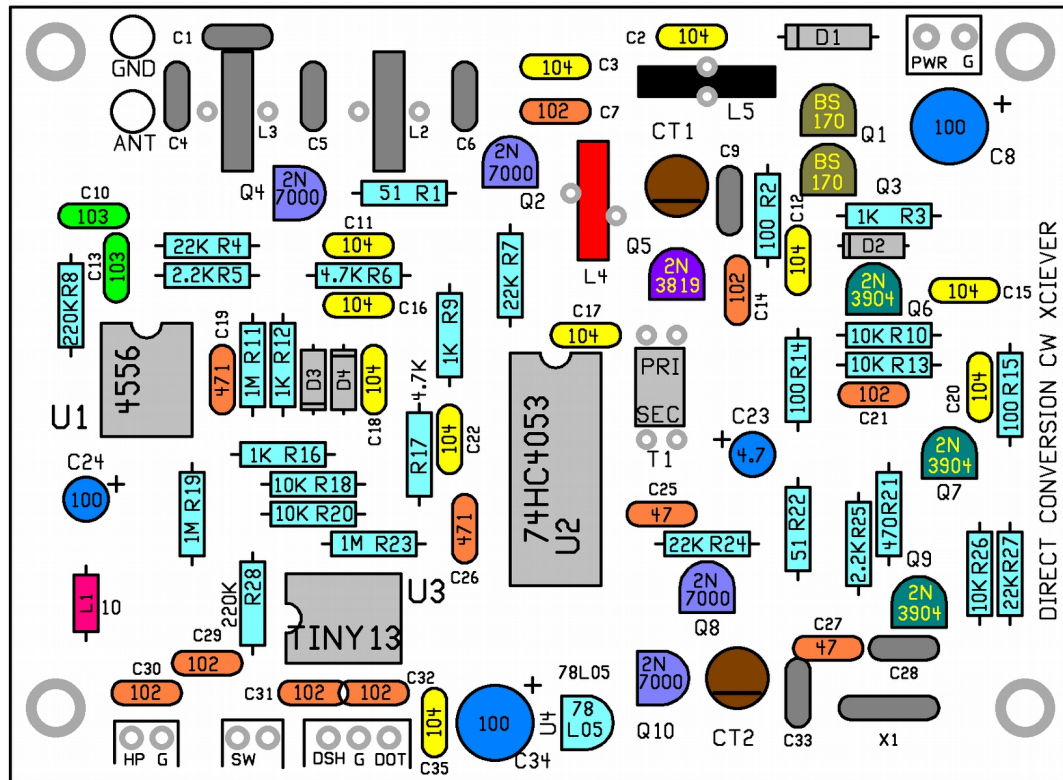 C1
C2 104 D1
GND
PWR G
104 C3
L5
ANT
102 C7
CT1
BS
170
Q1
100 +
C8
C4 L3 C5 L2 C6
BS
170
Q4 2N
7000
51 R1
2N
7000
Q2
C9
100 R2
C12
104
Q3
1K R3
C10
103
C11
104
L4
Q5
2N
3819
D2
C13
103
22K R4
2.2K R5
4.7K R6
22K R7
102
C14
2N
3904
Q6
104 C15
220K R8
104 C16
1K R9
C17
104
4556
U1
C19
471
1M R11
1K R12
D3
D4
104
C18
4.7K
R17
104
C22
74HC4053
U2
PRI
SEC
T1
100 R14
10K R10
10K R13
102
C21
C20
104
100 R15
DIRECT CONVERSION CW XCIEVER
C23
+
4.7
2N
3904
Q7
1K R16
C24
100 +
1M R19
10K R18
10K R20
1M R23
471
C26
C25
47
22K R24
51 R22
2.2K R25
470 R21
10K R26
22K R27
L1 10
220K
R28
U3
TINY13
2N
7000
Q8
Q9
2N
3904
C29
102
C27
47
C28
C30
102
C31 102 102 C32
78L05
2N
7000
Q10
CT2
C33
X1
104
C35
100 +
C34
U4
78
L05
HP G
SW
DSH G DOT